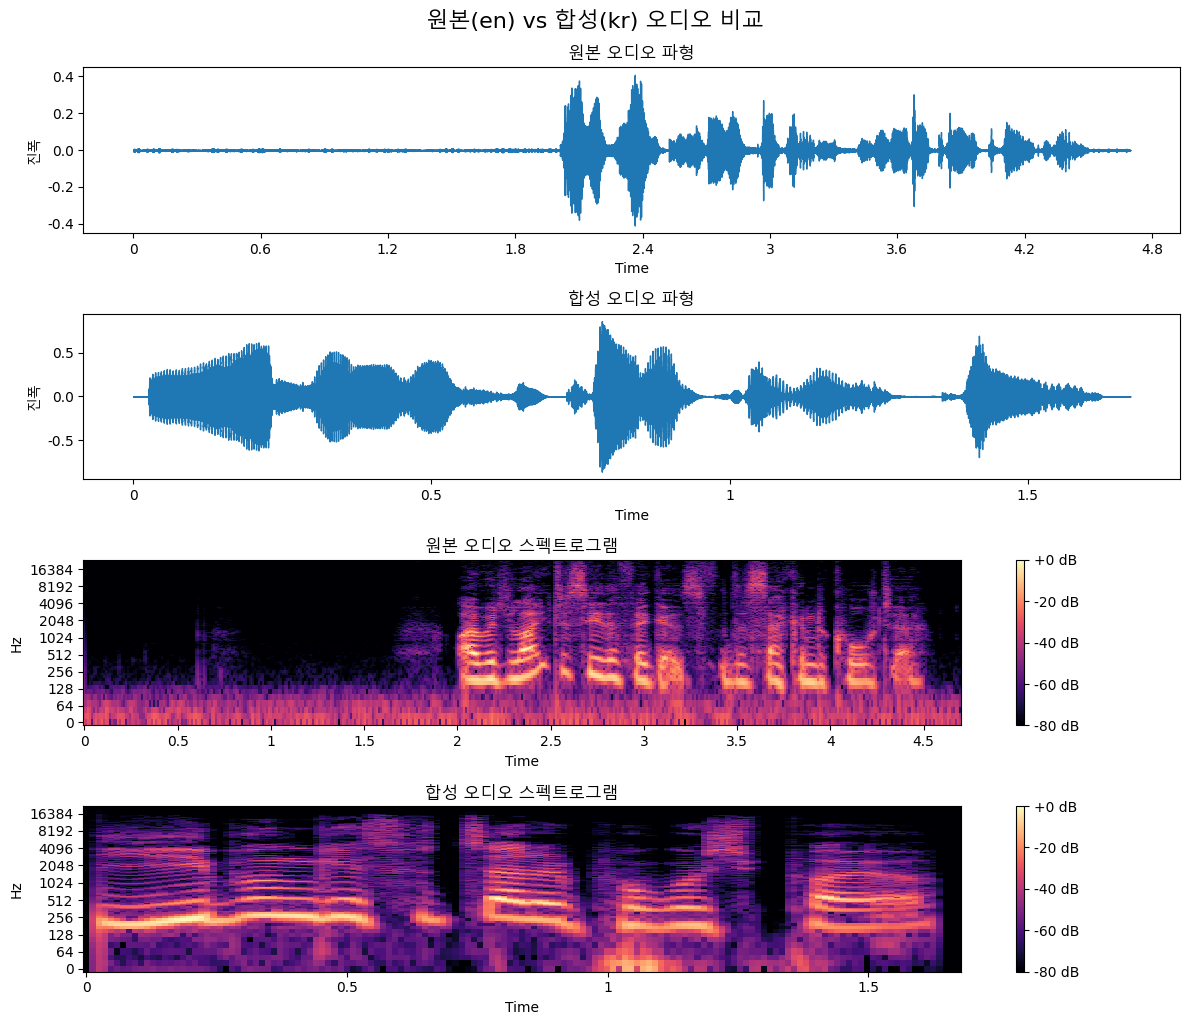 원본(en) vs 합성(kr) 오디오 비교
원본 오디오 파형
진폭
0.4
0.2
0.0
-0.2
-0.4
0 0.6 1.2 1.8 2.4 3 3.6 4.2 4.8
Time
합성 오디오 파형
진폭
0.5
0.0
-0.5
0 0.5 1 1.5
Time
원본 오디오 스펙트로그램
Hz
16384
8192
4096
2048
1024
512
256
128
64
0
0 0.5 1 1.5 2 2.5 3 3.5 4 4.5
Time
+0 dB
-20 dB
-40 dB
-60 dB
-80 dB
합성 오디오 스펙트로그램
Hz
16384
8192
4096
2048
1024
512
256
128
64
0
0 0.5 1 1.5
Time
+0 dB
-20 dB
-40 dB
-60 dB
-80 dB